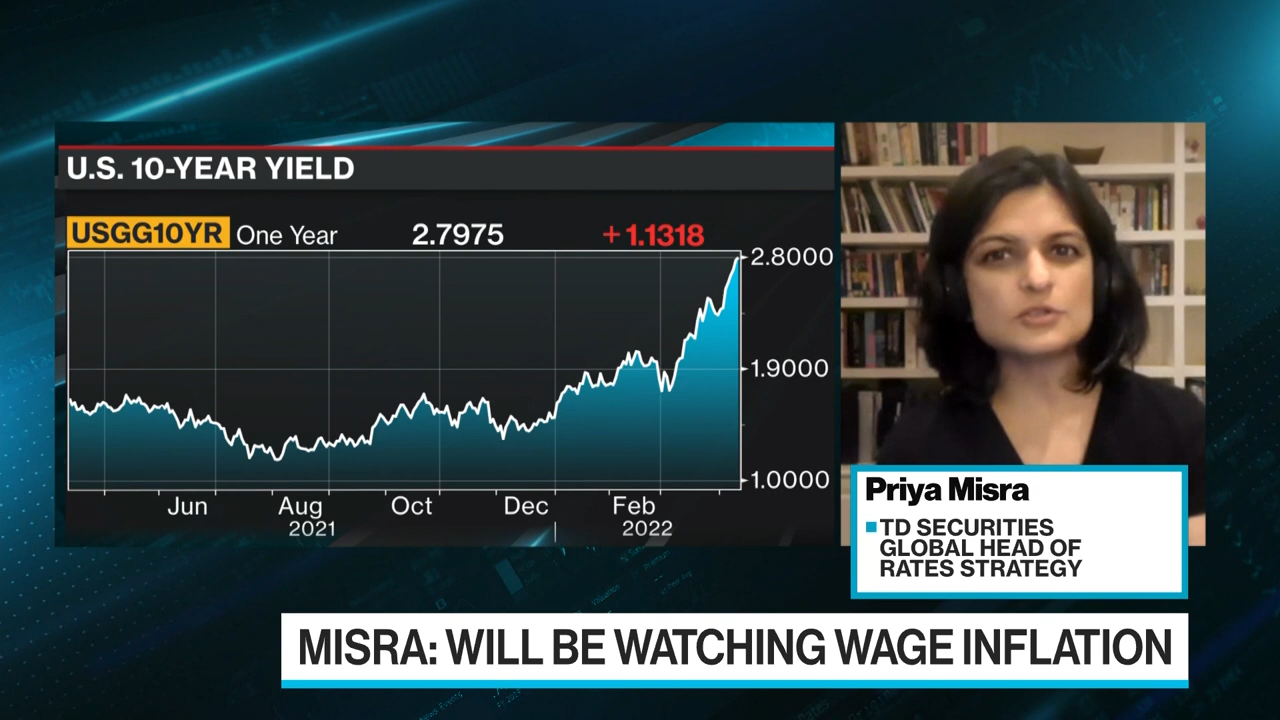 U.S. 10-YEAR YIELD
USGG10YR One Year 2.7975 +1.1318
2.8000
1.9000
1.0000
Jun Aug Oct Dec Feb
2021 2022
Priya Misra
TD SECURITIES
GLOBAL HEAD OF
RATES STRATEGY
MISRA: WILL BE WATCHING WAGE INFLATION